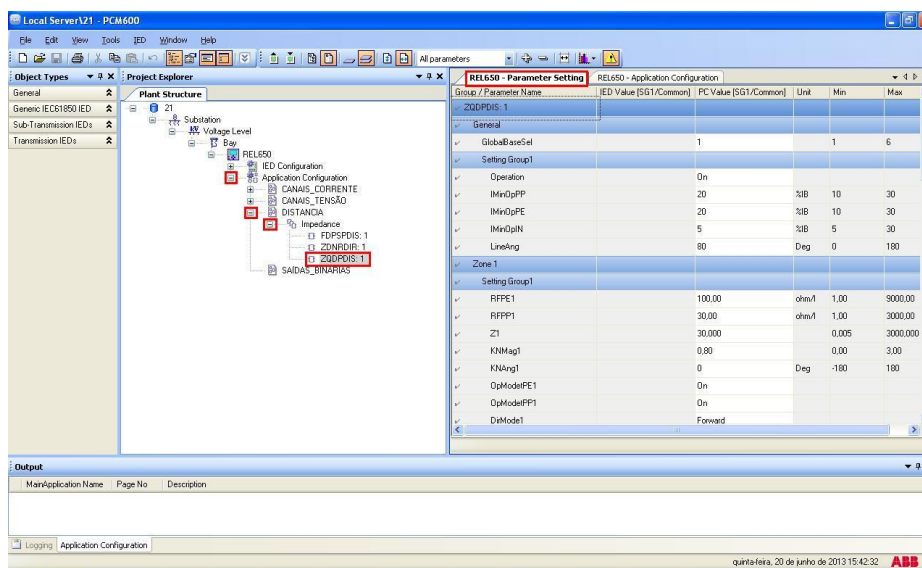 Local Server\21 - PCM600
File Edit View Tools IED Window Help
All parameters
Object Types
General
Generic IEC61850 IED
Sub-Transmission IEDs
Transmission IEDs
Project Explorer
Plant Structure
21
Substation
Voltage Level
Bay
REL650
IED Configuration
Application Configuration
CANAIS_CORRENTE
CANAIS_TENSÃO
DISTANCIA
Impedance
FDPSPDIS: 1
ZDNRDIR: 1
ZQDPDIS: 1
SAÍDAS_BINARIAS
REL650 - Parameter Setting REL650 - Application Configuration
Group / Parameter Name IED Value [SG1/Common] PC Value [SG1/Common] Unit Min Max
ZQDPDIS: 1
General
GlobalBaseSel 1 1 6
Setting Group1
Operation On
IMinOpPP 20 %IB 10 30
IMinOpPE 20 %IB 10 30
IMinOpIN 5 %IB 5 30
LineAng 80 Deg 0 180
Zone 1
Setting Group1
RFPE1 100,00 ohm/l 1,00 9000,00
RFPP1 30,00 ohm/l 1,00 3000,00
Z1 30,000 0,005 3000,000
KNMag1 0,80 0,00 3,00
KNAng1 0 Deg -180 180
OpModetPE1 On
OpModetPP1 On
DirMode1 Forward
Output
MainApplication Name Page No Description
Logging Application Configuration
quinta-feira, 20 de junho de 2013 15:42:32 ABB